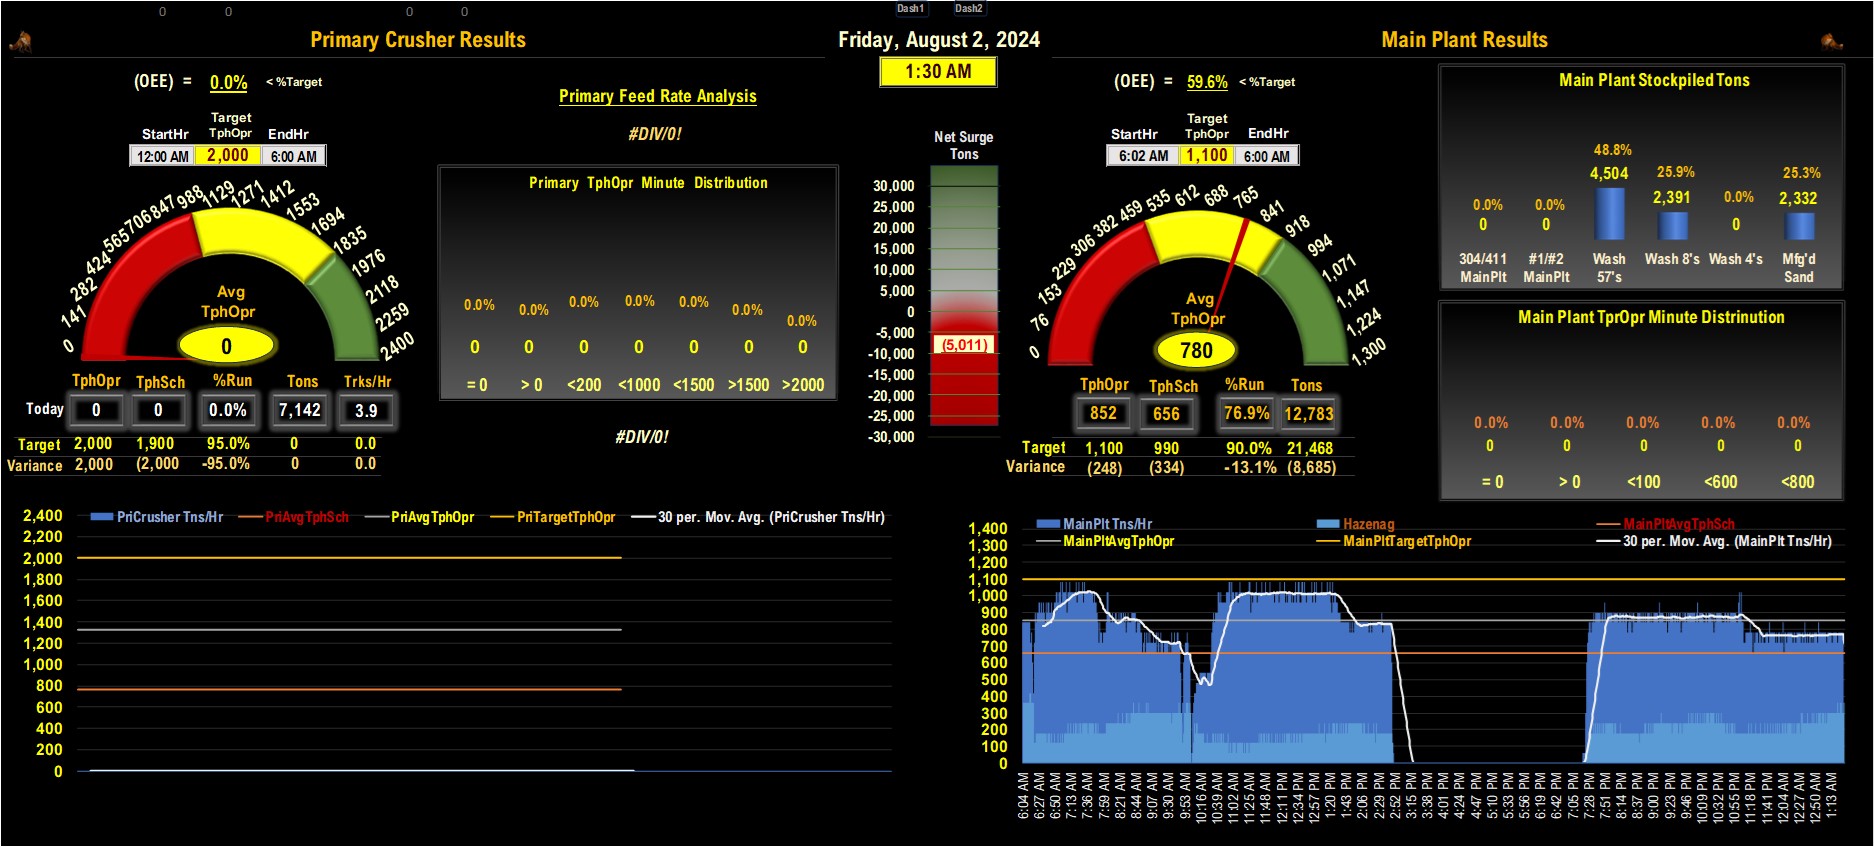 0 0 0 0 Dash1 Dash2
Primary Crusher Results
Friday, August 2, 2024
Main Plant Results
1:30 AM
(OEE) = 0.0% < %Target
Target
StartHr TphOpr EndHr
12:00 AM 2,000 6:00 AM
0 141 282 424 565 706 847 988 1129 1271 1412 1553 1694 1835 1976 2118 2259 2400
Avg
TphOpr
0
TphOpr TphSch %Run Tons Trks/Hr
Today 0 0 0.0% 7,142 3.9
Target 2,000 1,900 95.0% 0 0.0
Variance 2,000 (2,000 -95.0% 0 0.0
Primary Feed Rate Analysis
#DIV/0!
Primary TphOpr Minute Distribution
0.0% 0.0% 0.0% 0.0% 0.0% 0.0% 0.0%
0 0 0 0 0 0 0
= 0 > 0 <200 <1000 <1500 >1500 >2000
#DIV/0!
Net Surge
Tons
30,000
25,000
20,000
15,000
10,000
5,000
0
-5,000
(5,011)
-10,000
-15,000
-20,000
-25,000
-30,000
(OEE) = 59.6% < %Target
Target
StartHr TphOpr EndHr
6:02 AM 1,100 6:00 AM
0 76 153 229 306 382 459 535 612 688 765 841 918 994 1,071 1,147 1,224 1,300
Avg
TphOpr
780
TphOpr TphSch %Run Tons
852 656 76.9% 12,783
Target 1,100 990 90.0% 21,468
Variance (248) (334) -13.1% (8,685)
Main Plant Stockpiled Tons
0.0% 0.0% 48.8% 25.9% 0.0% 25.3%
0 0 4,504 2,391 0 2,332
304/411 #1/#2 Wash Wash 8's Wash 4's Mfg'd
MainPlt MainPlt 57's Sand
Main Plant TprOpr Minute Distrinution
0.0% 0.0% 0.0% 0.0% 0.0%
0 0 0 0 0
= 0 > 0 <100 <600 <800
PriCrusher Tns/Hr PriAvgTphSch PriAvgTphOpr PriTargetTphOpr 30 per. Mov. Avg. (PriCrusher Tns/Hr)
2,400
2,200
2,000
1,800
1,600
1,400
1,200
1,000
800
600
400
200
0
MainPlt Tns/Hr Hazenag MainPltAvgTphSch
MainPltAvgTphOpr MainPltTargetTphOpr 30 per. Mov. Avg. (MainPlt Tns/Hr)
1,400
1,300
1,200
1,100
1,000
900
800
700
600
500
400
300
200
100
0
6:04 AM 6:27 AM 6:50 AM 7:13 AM 7:36 AM 7:59 AM 8:21 AM 8:44 AM 9:07 AM 9:30 AM 9:53 AM 10:16 AM 10:39 AM 11:02 AM 11:25 AM 11:48 AM 12:11 PM 12:34 PM 12:57 PM 1:20 PM 1:43 PM 2:06 PM 2:29 PM 2:52 PM 3:15 PM 3:38 PM 4:01 PM 4:24 PM 4:47 PM 5:10 PM 5:33 PM 5:56 PM 6:19 PM 6:42 PM 7:05 PM 7:28 PM 7:51 PM 8:14 PM 8:37 PM 9:00 PM 9:23 PM 9:46 PM 10:09 PM 10:32 PM 10:55 PM 11:18 PM 11:41 PM 12:04 AM 12:27 AM 12:50 AM 1:13 AM